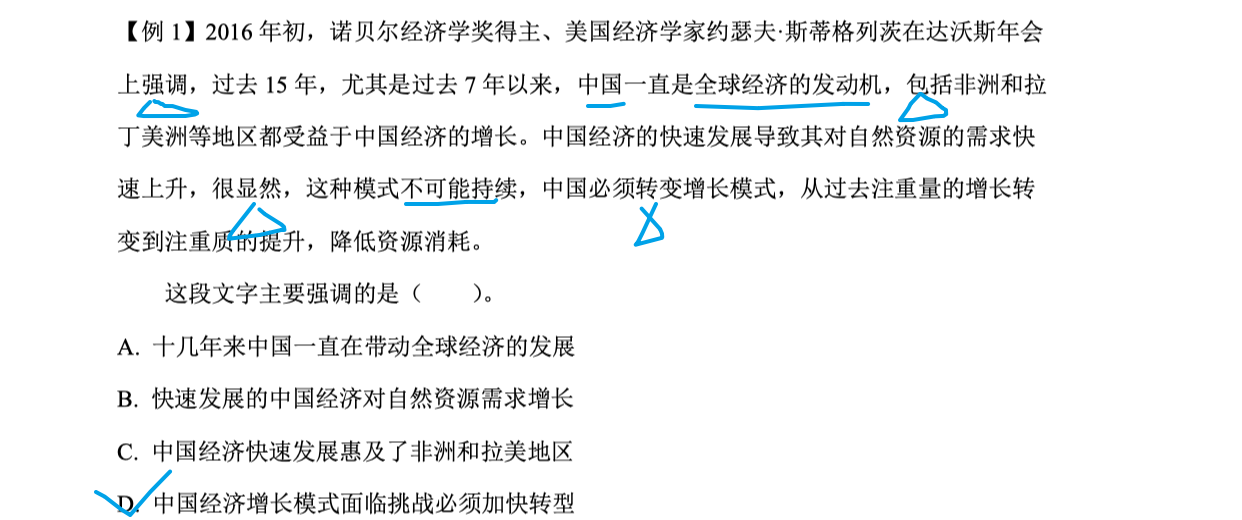 【例 1】2016 年初，诺贝尔经济学奖得主、美国经济学家约瑟夫·斯蒂格列茨在达沃斯年会
上强调，过去 15 年，尤其是过去 7 年以来，中国一直是全球经济的发动机，包括非洲和拉
丁美洲等地区都受益于中国经济的增长。中国经济的快速发展导致其对自然资源的需求快
速上升，很显然，这种模式不可能持续，中国必须转变增长模式，从过去注重量的增长转
变到注重质的提升，降低资源消耗。
这段文字主要强调的是（　　）。
A. 十几年来中国一直在带动全球经济的发展
B. 快速发展的中国经济对自然资源需求增长
C. 中国经济快速发展惠及了非洲和拉美地区
D. 中国经济增长模式面临挑战必须加快转型